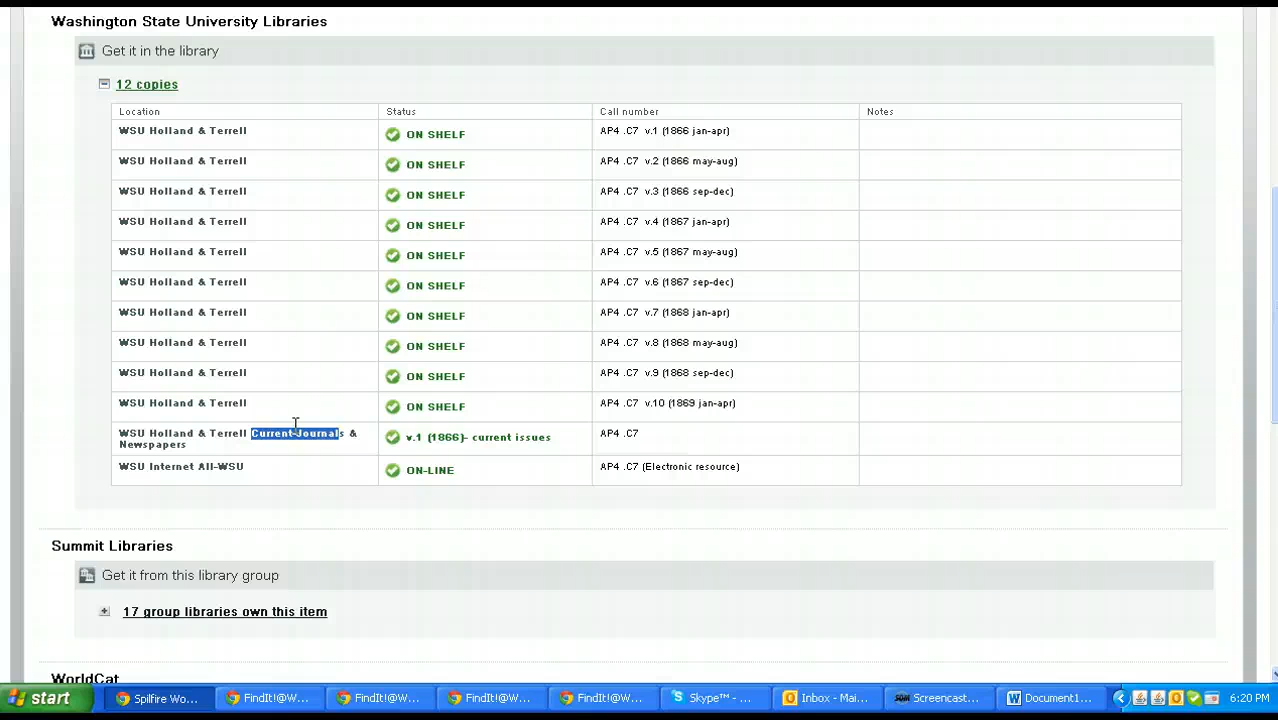 Washington State University Libraries
Get it in the library
12 copies
Location Status Call number Notes
WSU Holland & Terrell ON SHELF AP4 .C7 v.1 (1866 jan-apr)
WSU Holland & Terrell ON SHELF AP4 .C7 v.2 (1866 may-aug)
WSU Holland & Terrell ON SHELF AP4 .C7 v.3 (1866 sep-dec)
WSU Holland & Terrell ON SHELF AP4 .C7 v.4 (1867 jan-apr)
WSU Holland & Terrell ON SHELF AP4 .C7 v.5 (1867 may-aug)
WSU Holland & Terrell ON SHELF AP4 .C7 v.6 (1867 sep-dec)
WSU Holland & Terrell ON SHELF AP4 .C7 v.7 (1868 jan-apr)
WSU Holland & Terrell ON SHELF AP4 .C7 v.8 (1868 may-aug)
WSU Holland & Terrell ON SHELF AP4 .C7 v.9 (1868 sep-dec)
WSU Holland & Terrell ON SHELF AP4 .C7 v.10 (1869 jan-apr)
WSU Holland & Terrell Current Journals & v.1 (1866)- current issues AP4 .C7
Newspapers
WSU Internet All-WSU ON-LINE AP4 .C7 (Electronic resource)
Summit Libraries
Get it from this library group
17 group libraries own this item
WorldCat
start Spilfire Wo... FindIt!@W... FindIt!@W... FindIt!@W... FindIt!@W... Skype™ -... Inbox - Mai... Screencast... Document1... 6:20 PM